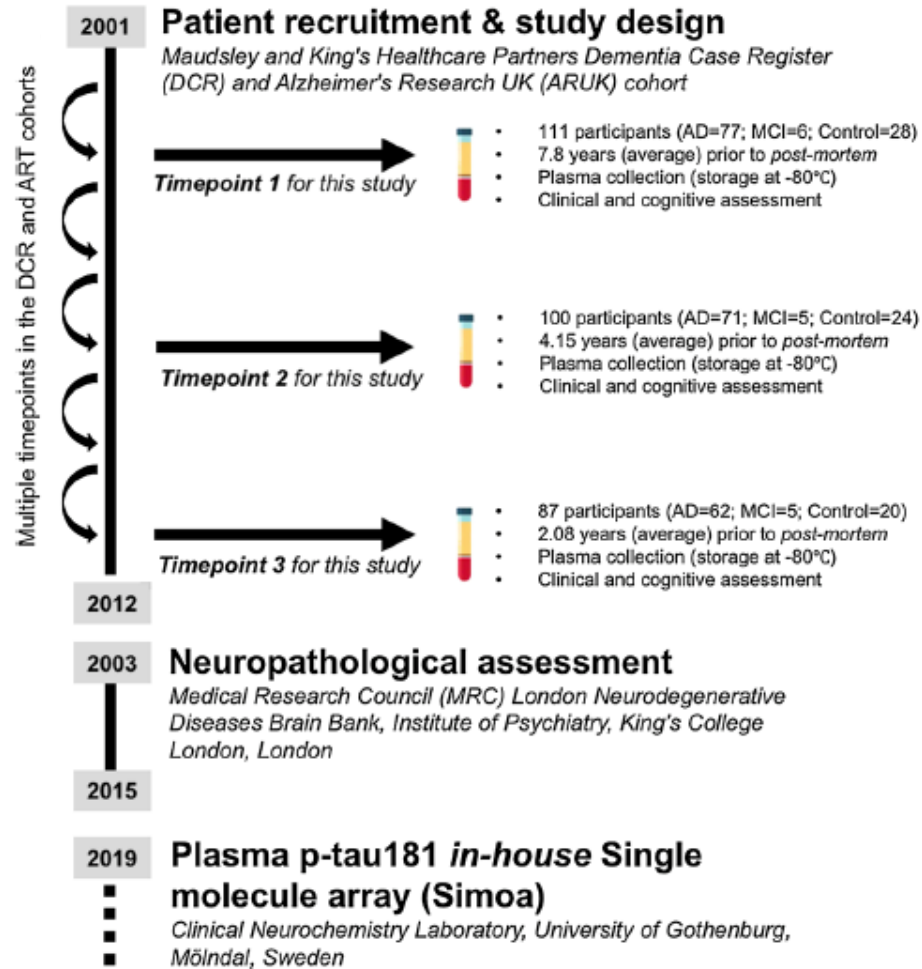 2001
Patient recruitment & study design
Maudsley and King's Healthcare Partners Dementia Case Register
(DCR) and Alzheimer's Research UK (ARUK) cohort
Multiple timepoints in the DCR and ART cohorts
Timepoint 1 for this study
• 111 participants (AD=77; MCI=6; Control=28)
• 7.8 years (average) prior to post-mortem
• Plasma collection (storage at -80℃)
• Clinical and cognitive assessment
Timepoint 2 for this study
• 100 participants (AD=71; MCI=5; Control=24)
• 4.15 years (average) prior to post-mortem
• Plasma collection (storage at -80℃)
• Clinical and cognitive assessment
Timepoint 3 for this study
• 87 participants (AD=62; MCI=5; Control=20)
• 2.08 years (average) prior to post-mortem
• Plasma collection (storage at -80℃)
• Clinical and cognitive assessment
2012
2003
Neuropathological assessment
Medical Research Council (MRC) London Neurodegenerative
Diseases Brain Bank, Institute of Psychiatry, King's College
London, London
2015
2019
Plasma p-tau181 in-house Single
molecule array (Simoa)
Clinical Neurochemistry Laboratory, University of Gothenburg,
Mölndal, Sweden